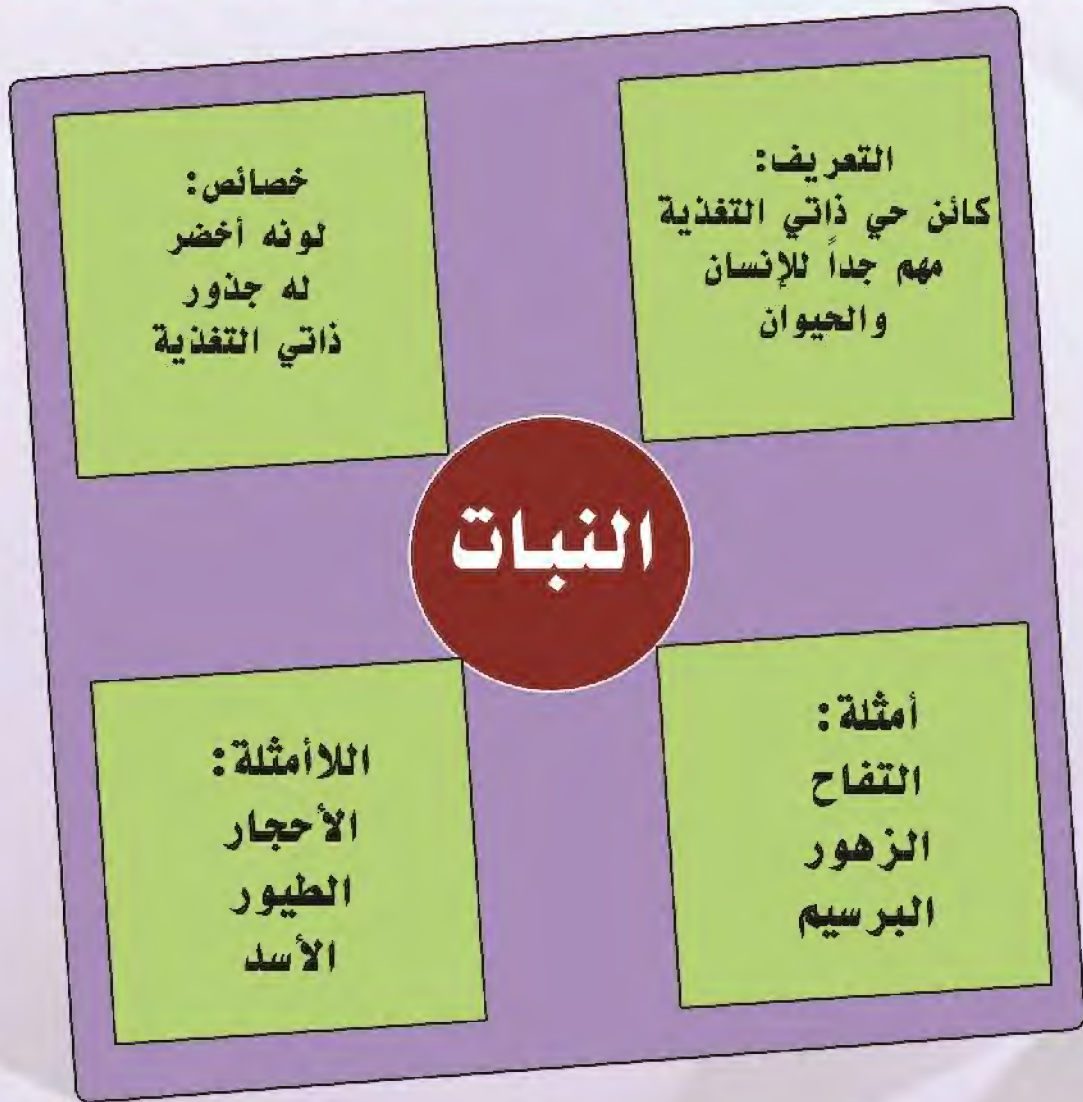 التعريف:
كائن حي ذاتي التغذية
مهم جداً للإنسان
والحيوان
خصائص:
لونه أخضر
له جذور
ذاتي التغذية
النبات
أمثلة:
التفاح
الزهور
البرسيم
اللاأمثلة:
الأحجار
الطيور
الأسد